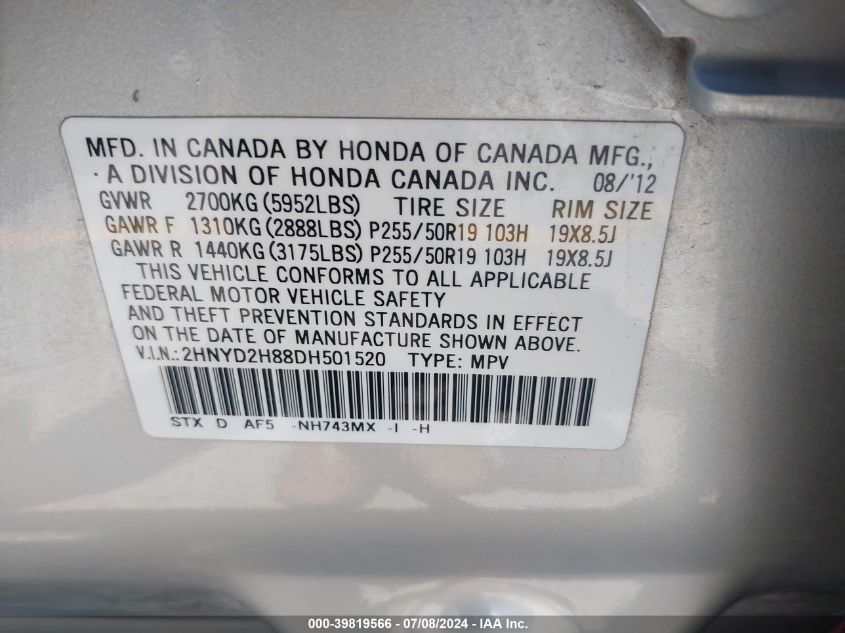 MFD. IN CANADA BY HONDA OF CANADA MFG.,
A DIVISION OF HONDA CANADA INC. 08/'12
GVWR 2700KG(5952LBS) TIRE SIZE RIM SIZE
GAWR F 1310KG(2888LBS) P255/50R19 103H 19X8.5J
GAWR R 1440KG(3175LBS) P255/50R19 103H 19X8.5J
THIS VEHICLE CONFORMS TO ALL APPLICABLE
FEDERAL MOTOR VEHICLE SAFETY
AND THEFT PREVENTION STANDARDS IN EFFECT
ON THE DATE OF MANUFACTURE SHOWN ABOVE.
V.I.N.:2HNYD2H88DH501520 TYPE: MPV
STX D AF5 -NH743MX -I -H
000-39819566 - 07/08/2024 - IAA Inc.